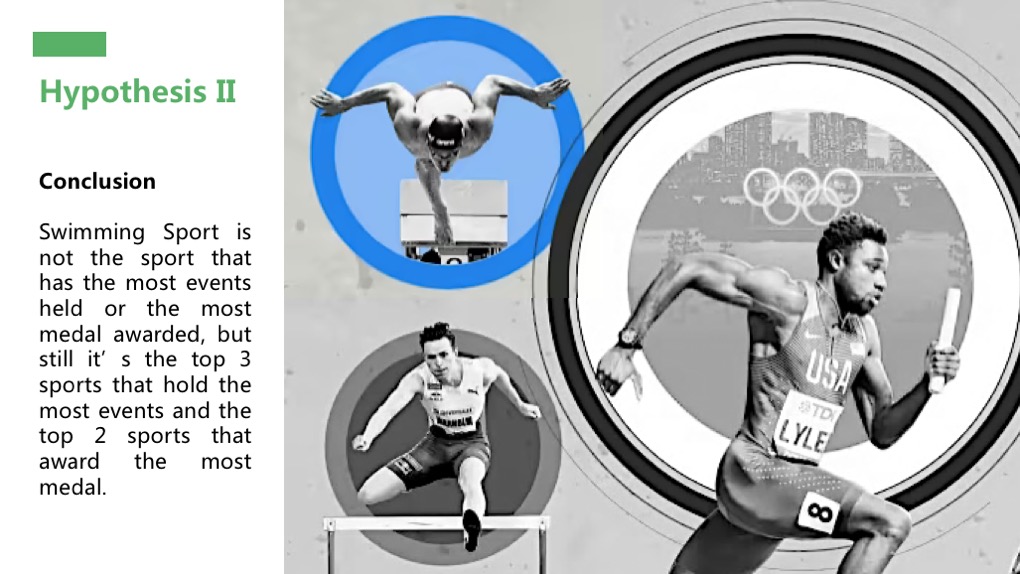 Hypothesis II
Conclusion
Swimming Sport is
not the sport that
has the most events
held or the most
medal awarded, but
still it’ s the top 3
sports that hold the
most events and the
top 2 sports that
award the most
medal.
USA
TDK
LYLE
8